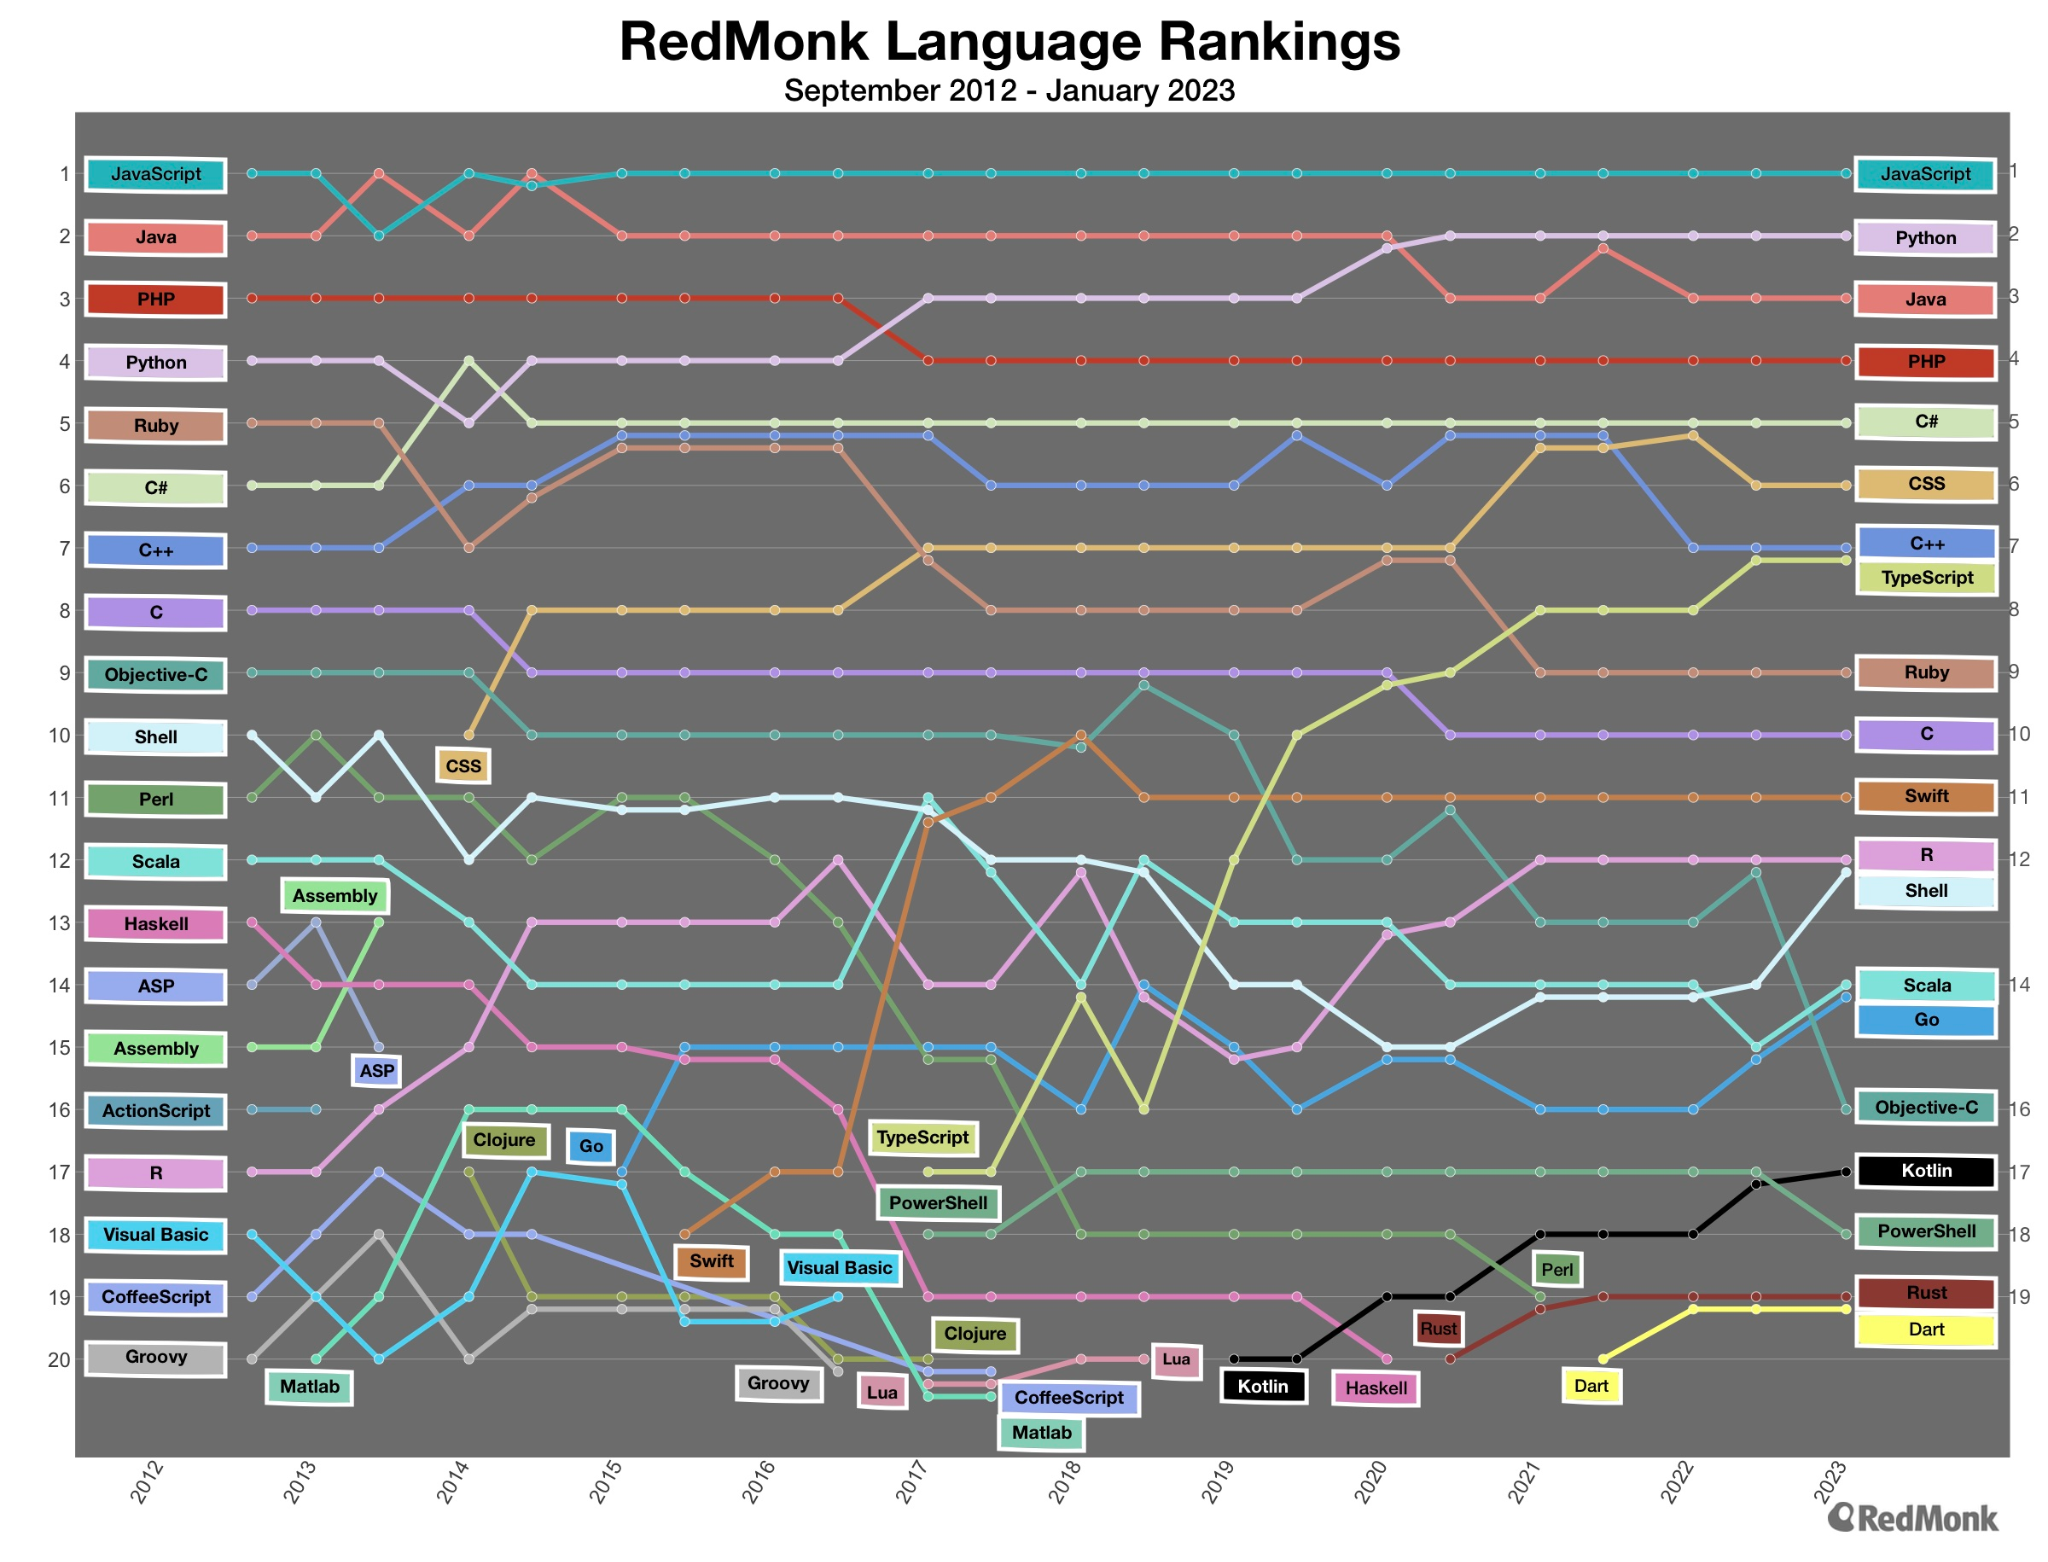 RedMonk Language Rankings
September 2012 - January 2023
1 JavaScript JavaScript 1
2 Java Python 2
3 PHP Java 3
4 Python PHP 4
5 Ruby C# 5
6 C# CSS 6
7 C++ C++ 7
TypeScript
8 C 8
9 Objective-C Ruby 9
10 Shell C 10
CSS
11 Perl Swift 11
12 Scala R 12
Assembly Shell
13 Haskell
14 ASP Scala 14
Go
15 Assembly
ASP
16 ActionScript Objective-C 16
Clojure Go TypeScript
17 R Kotlin 17
PowerShell
18 Visual Basic PowerShell 18
Swift Visual Basic Perl
19 CoffeeScript Rust 19
Clojure Rust Dart
20 Groovy Lua
Matlab Groovy Lua Kotlin Haskell Dart
CoffeeScript
Matlab
2012 2013 2014 2015 2016 2017 2018 2019 2020 2021 2022 2023
RedMonk